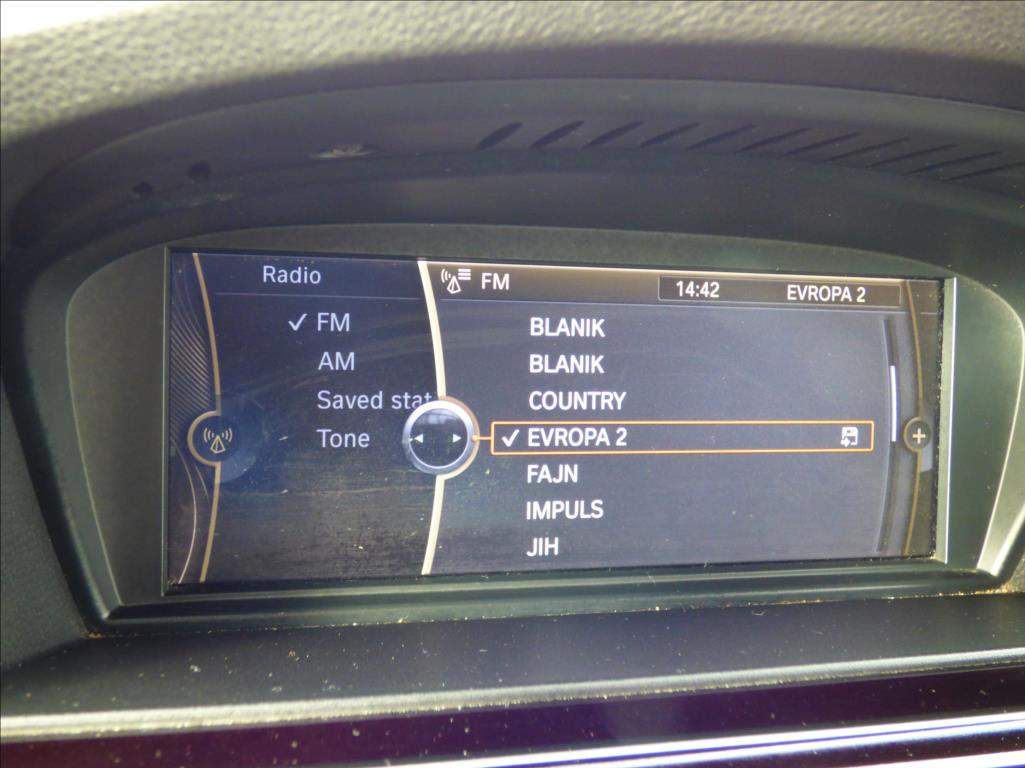 Radio
FM
AM
Saved stat
Tone
FM
14:42 EVROPA 2
BLANIK
BLANIK
COUNTRY
EVROPA 2
FAJN
IMPULS
JIH